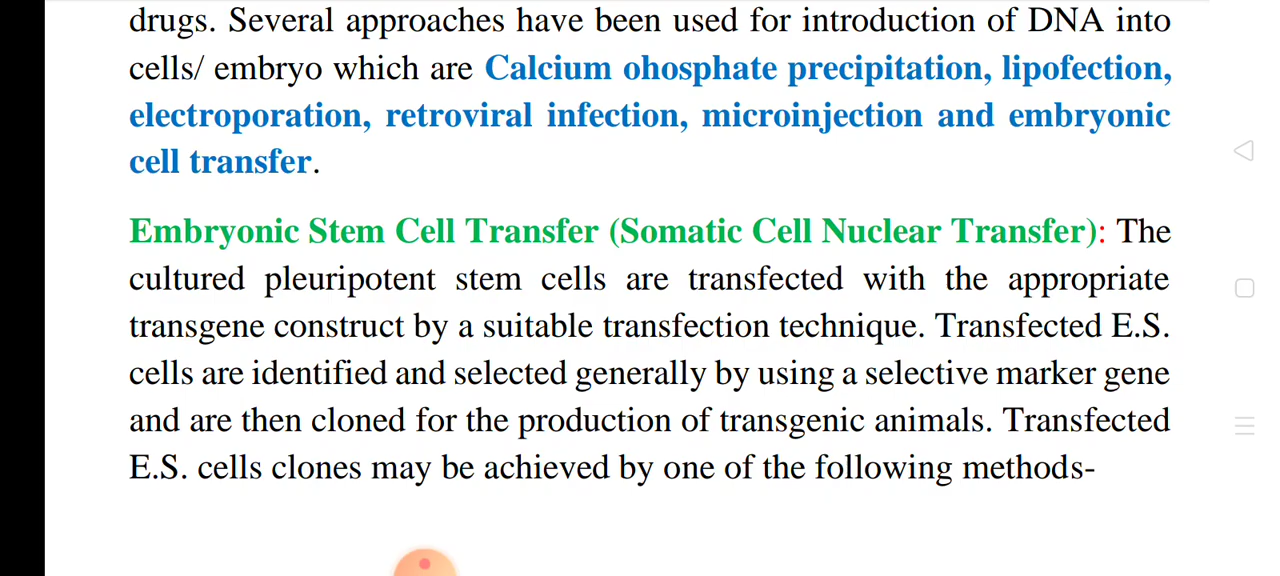 drugs. Several approaches have been used for introduction of DNA into
cells/ embryo which are Calcium ohosphate precipitation, lipofection,
electroporation, retroviral infection, microinjection and embryonic
cell transfer.
Embryonic Stem Cell Transfer (Somatic Cell Nuclear Transfer): The
cultured pleuripotent stem cells are transfected with the appropriate
transgene construct by a suitable transfection technique. Transfected E.S.
cells are identified and selected generally by using a selective marker gene
and are then cloned for the production of transgenic animals. Transfected
E.S. cells clones may be achieved by one of the following methods-